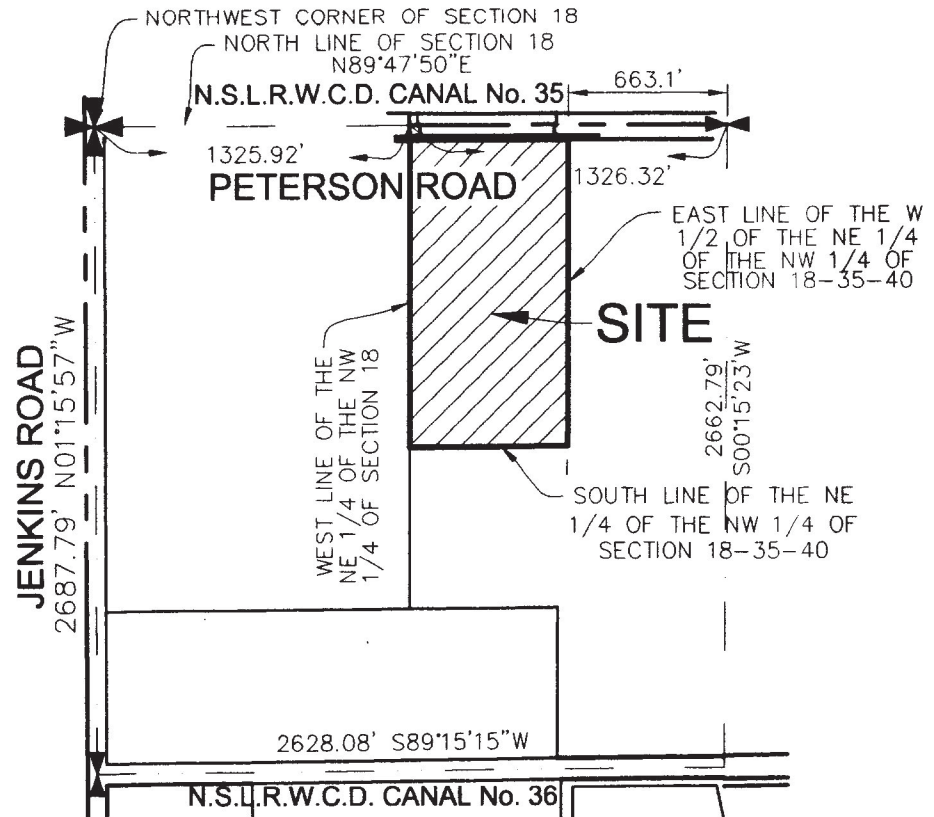 NORTHWEST CORNER OF SECTION 18
NORTH LINE OF SECTION 18
N89°47'50"E
N.S.L.R.W.C.D. CANAL No. 35
663.1'
1325.92'
PETERSON ROAD
1326.32'
EAST LINE OF THE W
1/2 OF THE NE 1/4
OF THE NW 1/4 OF
SECTION 18-35-40
SITE
JENKINS ROAD
2687.79' N01°15'57"W
WEST LINE OF THE
NE 1/4 OF THE NW
1/4 OF SECTION 18
2662.79'
S00°15'23"W
SOUTH LINE OF THE NE
1/4 OF THE NW 1/4 OF
SECTION 18-35-40
2628.08' S89°15'15"W
N.S.L.R.W.C.D. CANAL No. 36